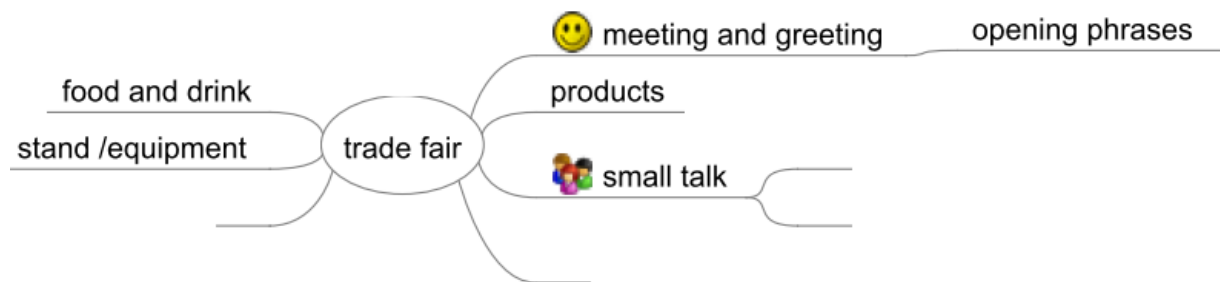 meeting and greeting
opening phrases
food and drink
products
stand /equipment
trade fair
small talk